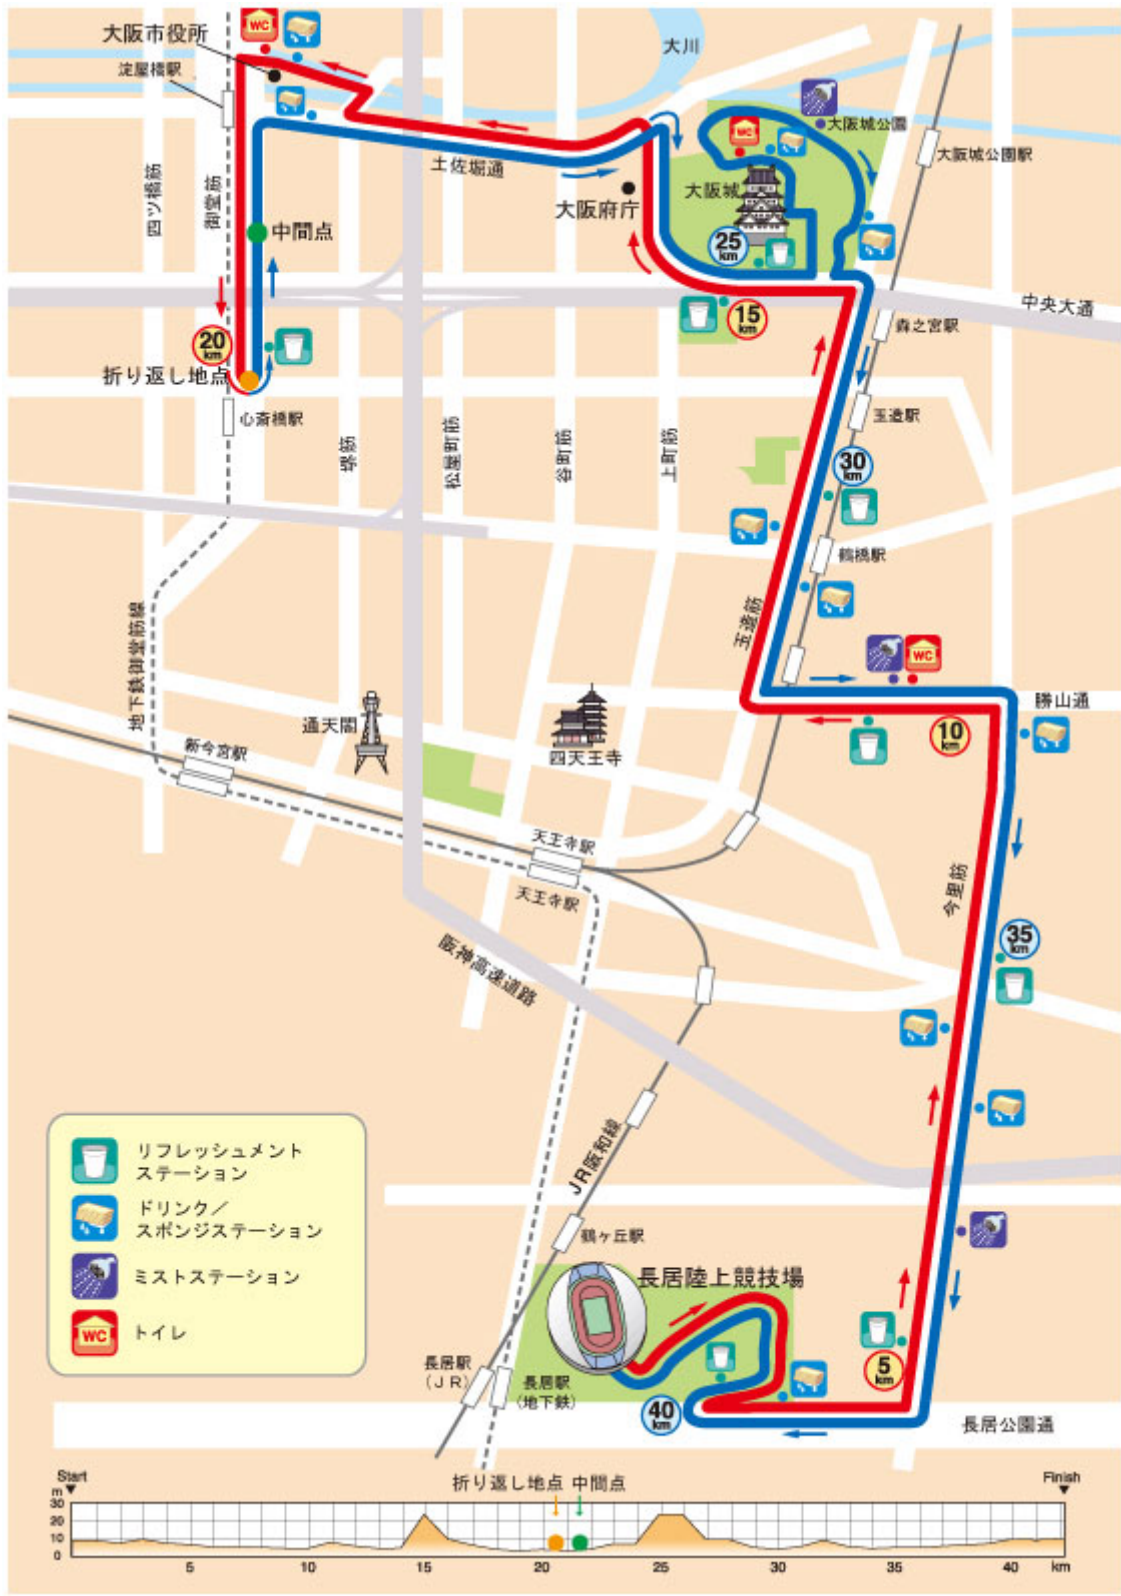 WC
大阪市役所
淀屋橋駅
大川
大阪城公園
大阪城公園駅
WC
土佐堀通
大阪城
大阪府庁
四ツ橋筋
御堂筋
中間点
25
km
中央大通
20
km
15
km
森之宮駅
折り返し地点
心斎橋駅
玉造駅
堺筋
松屋町筋
谷町筋
上町筋
30
km
鶴橋駅
玉造筋
地下鉄御堂筋線
WC
勝山通
通天閣
10
km
新今宮駅
四天王寺
天王寺駅
天王寺駅
今里筋
35
km
阪神高速道路
JR阪和線
リフレッシュメント
ステーション
ドリンク/
スポンジステーション
ミストステーション
WC
トイレ
鶴ヶ丘駅
長居陸上競技場
5
km
長居駅
(JR)
長居駅
(地下鉄)
40
km
長居公園通
Start
折り返し地点 中間点
Finish
m
30
20
10
0
5
10
15
20
25
30
35
40
km